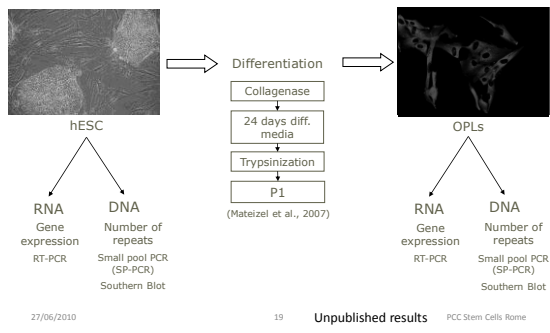 Differentiation
Collagenase
24 days diff.
media
Trypsinization
P1
(Mateizel et al., 2007)
hESC
RNA
Gene
expression
RT-PCR
DNA
Number of
repeats
Small pool PCR
(SP-PCR)
Southern Blot
OPLs
RNA
Gene
expression
RT-PCR
DNA
Number of
repeats
Small pool PCR
(SP-PCR)
Southern Blot
27/06/2010
19
Unpublished results
PCC Stem Cells Rome